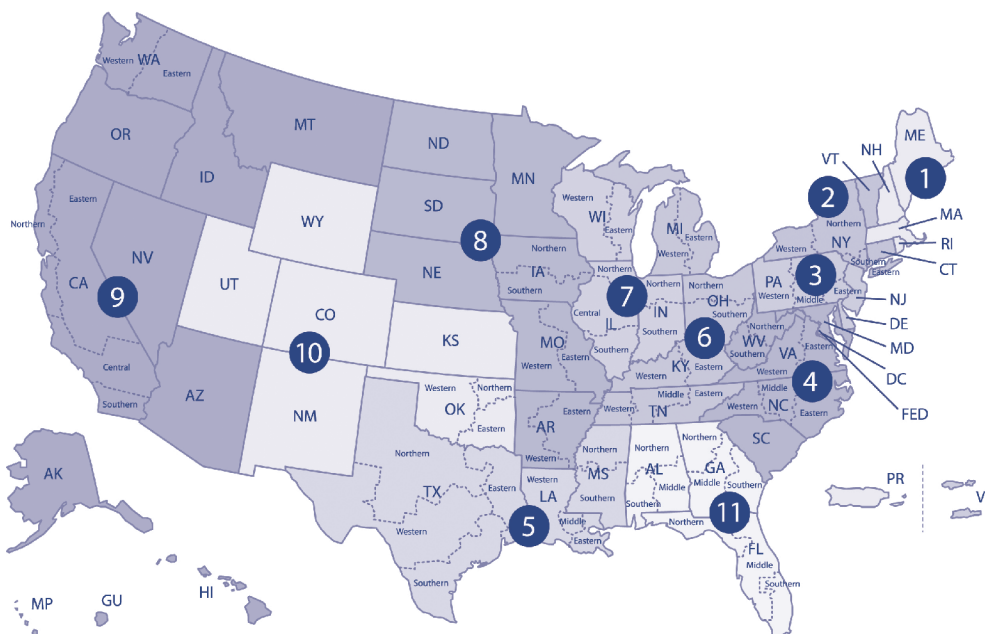 WA
Western
Eastern
OR
MT
ID
ND
MN
SD
WY
NE
8
Northern
IA
Southern
Eastern
Northern
NV
CA
9
Central
Southern
UT
CO
10
KS
AZ
NM
Western
Northern
OK
Eastern
Northern
TX
Eastern
Western
Southern
Western
WI
Eastern
MI
Eastern
Western
Northern
7
Central
IL
Southern
Northern
IN
Southern
Northern
OH
Southern
6
MO
Eastern
Western
KY
Western
Eastern
Middle
Eastern
Western
TN
Eastern
AR
Western
Western
LA
5
Middle
Eastern
Northern
MS
Southern
Northern
AL
Middle
Southern
Northern
GA
Middle
Southern
11
Northern
FL
Middle
Southern
ME
1
NH
VT
2
Northern
Western
NY
Southern
Eastern
MA
RI
CT
3
PA
Western
Middle
Eastern
NJ
DE
MD
DC
FED
Northern
WV
Southern
VA
Eastern
Western
4
Middle
Western
NC
Eastern
SC
PR
V
AK
HI
MP
GU